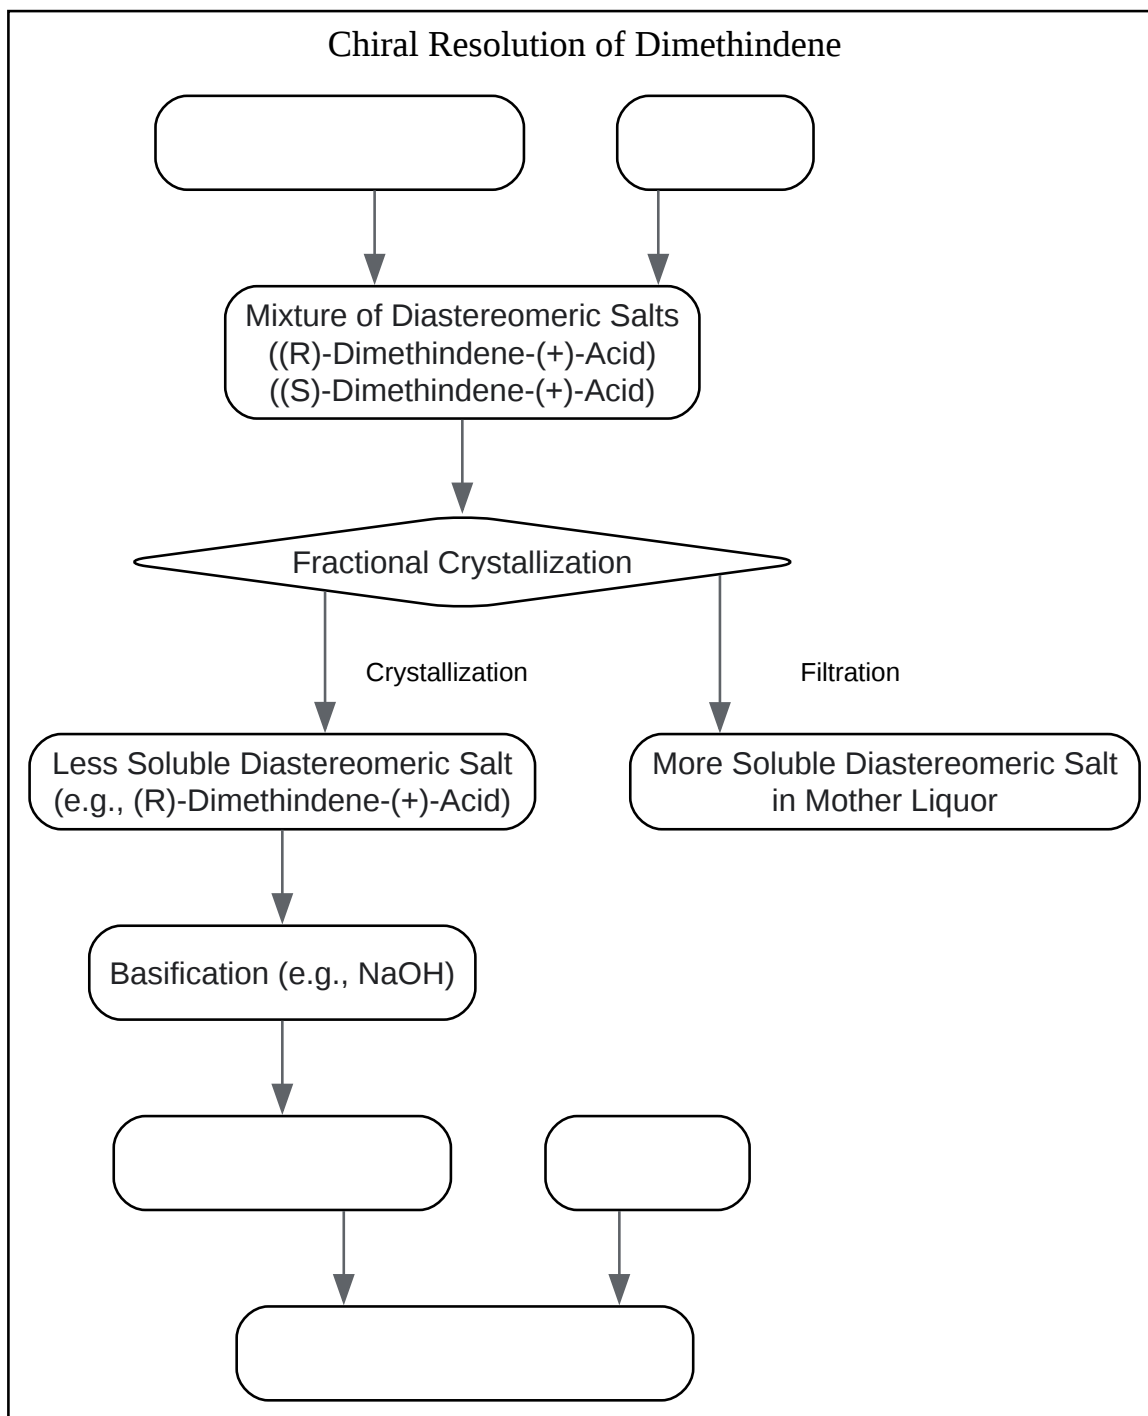 Chiral Resolution of Dimethindene
Mixture of Diastereomeric Salts
((R)-Dimethindene-(+)-Acid)
((S)-Dimethindene-(+)-Acid)
Fractional Crystallization
Crystallization
Filtration
Less Soluble Diastereomeric Salt
(e.g., (R)-Dimethindene-(+)-Acid)
More Soluble Diastereomeric Salt
in Mother Liquor
Basification (e.g., NaOH)